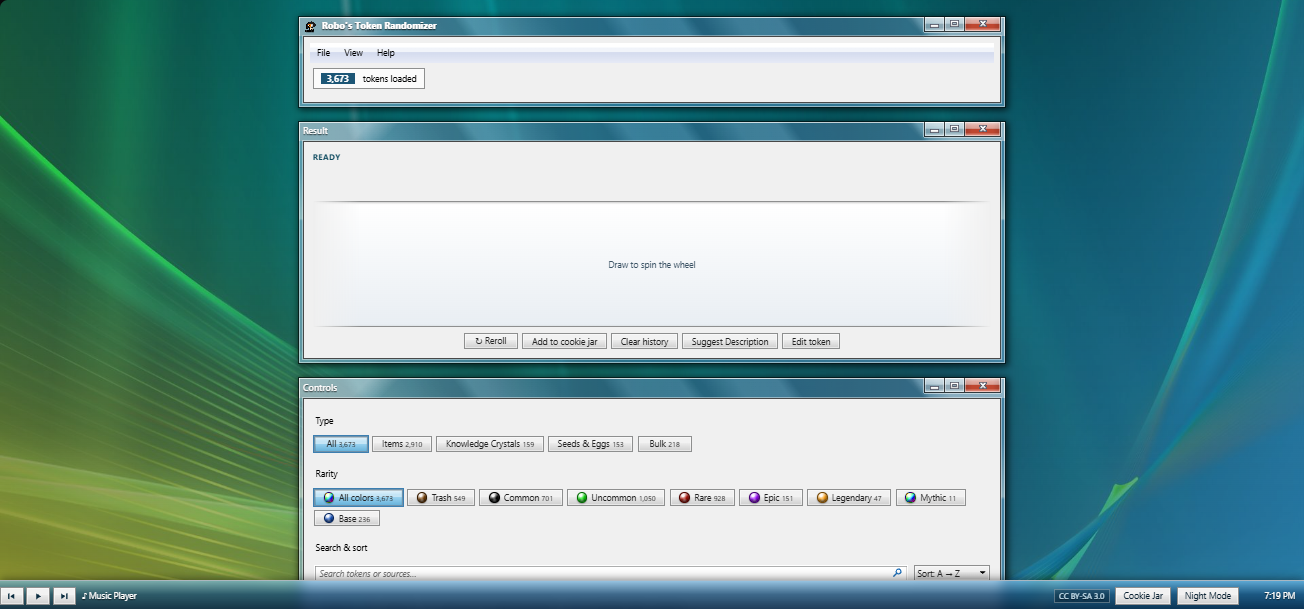 Robo's Token Randomizer
File View Help
3,673 tokens loaded
Result
READY
Draw to spin the wheel
↻ Reroll Add to cookie jar Clear history Suggest Description Edit token
Controls
Type
All 3,673 Items 2,910 Knowledge Crystals 159 Seeds & Eggs 153 Bulk 218
Rarity
All colors 3,673 Trash 549 Common 701 Uncommon 1,050 Rare 928 Epic 151 Legendary 47 Mythic 11
Base 236
Search & sort
Search tokens or sources... Sort: A → Z
♪ Music Player CC BY-SA 3.0 Cookie Jar Night Mode 7:19 PM